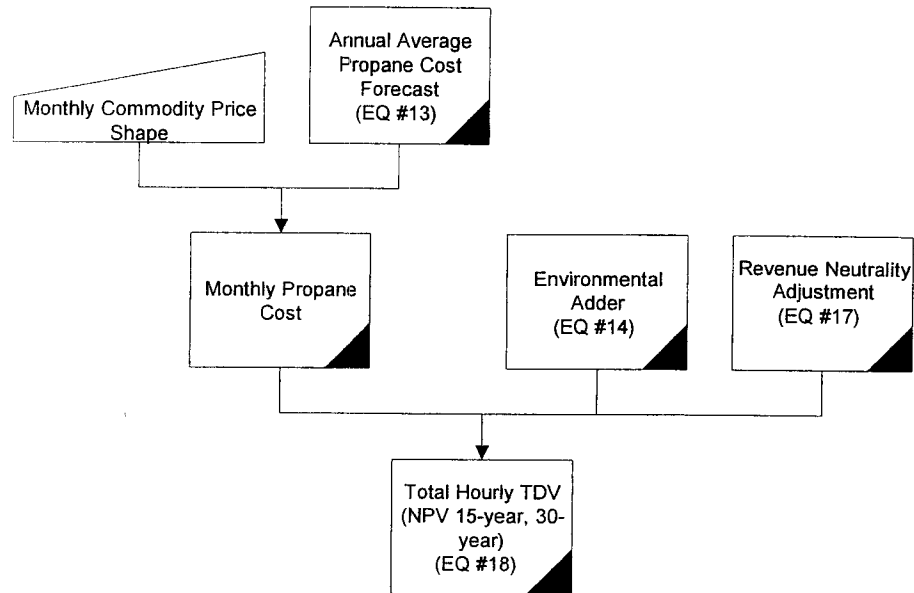 Monthly Commodity Price
Shape
Annual Average
Propane Cost
Forecast
(EQ #13)
Monthly Propane
Cost
Environmental
Adder
(EQ #14)
Revenue Neutrality
Adjustment
(EQ #17)
Total Hourly TDV
(NPV 15-year, 30-
year)
(EQ #18)